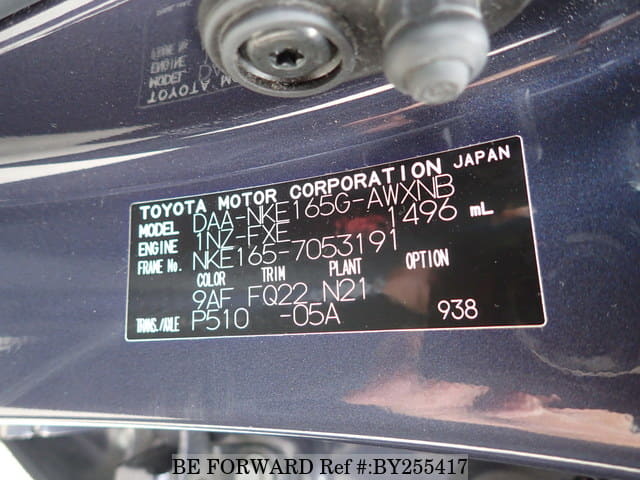 TOYOTA MOTOR CORPORATION JAPAN
MODEL DAA-NKE165G-AWXNB
ENGINE 1NZ-FXE 1496 mL
FRAME No. NKE165-7053191
COLOR TRIM PLANT OPTION
9AF FQ22 N21
TRANS./AXLE P510 -05A 938
BE FORWARD Ref #:BY255417